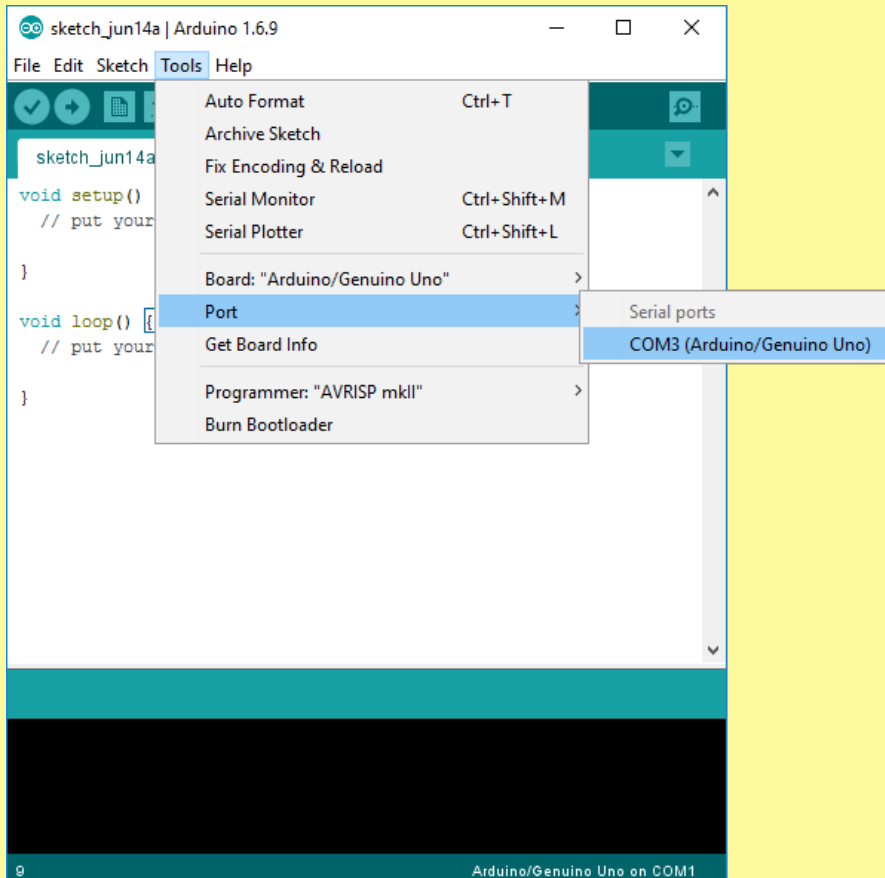 sketch_jun14a | Arduino 1.6.9
File Edit Sketch Tools Help
sketch_jun14a
void setup()
// put your
}
void loop() {
// put your
}
Auto Format Ctrl+T
Archive Sketch
Fix Encoding & Reload
Serial Monitor Ctrl+Shift+M
Serial Plotter Ctrl+Shift+L
Board: "Arduino/Genuino Uno"
Port
Get Board Info
Programmer: "AVRISP mkII"
Burn Bootloader
Serial ports
COM3 (Arduino/Genuino Uno)
9 Arduino/Genuino Uno on COM1